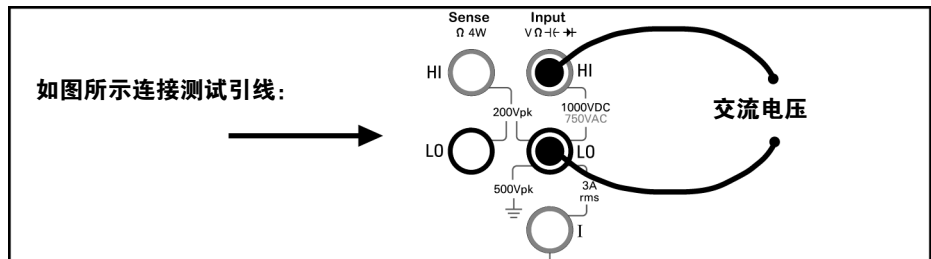 Sense Input
Ω 4W V Ω ⊣⊢ ▶|
HI HI
如图所示连接测试引线：
200Vpk 1000VDC
750VAC
交流电压
LO LO
500Vpk 3A
rms
I